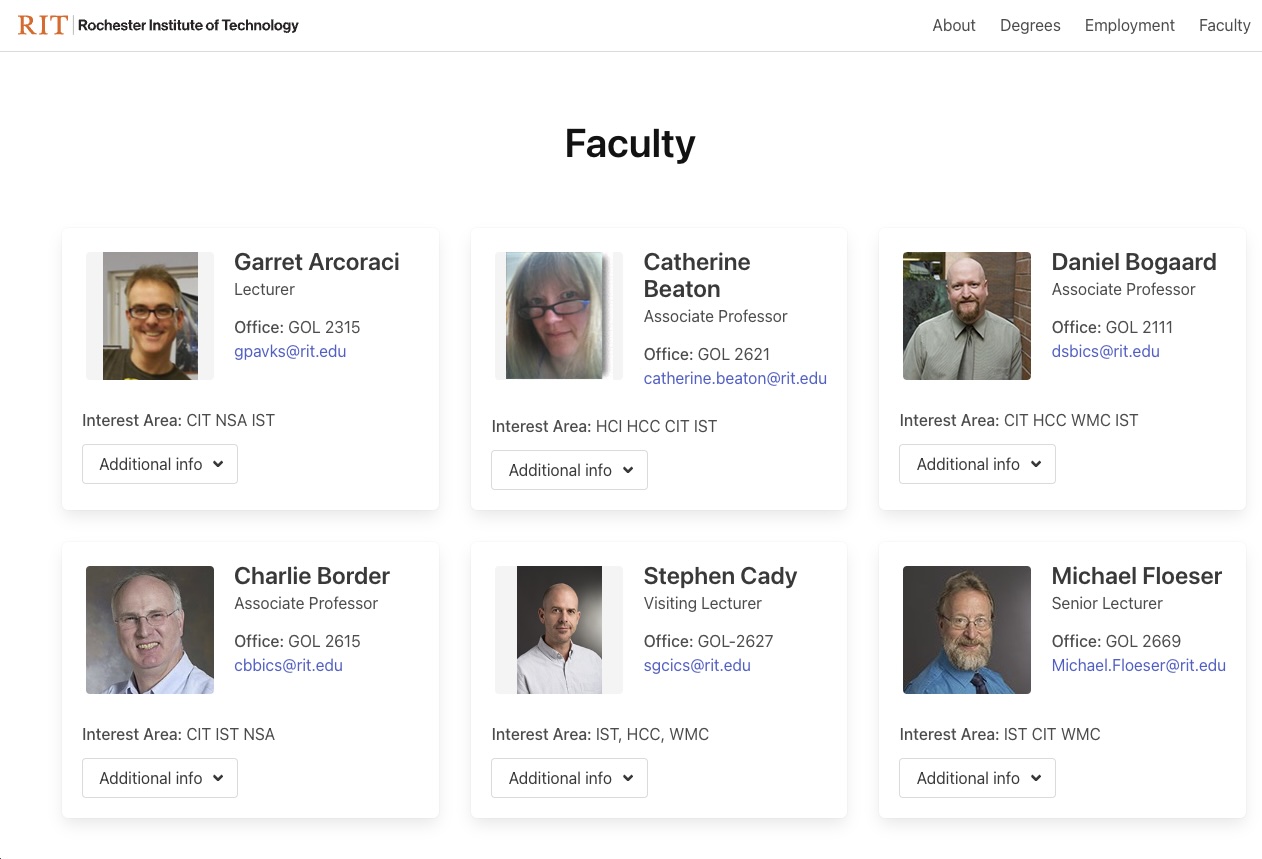 RIT | Rochester Institute of Technology
About Degrees Employment Faculty
Faculty
Garret Arcoraci
Lecturer
Office: GOL 2315
gpavks@rit.edu
Interest Area: CIT NSA IST
Additional info
Catherine
Beaton
Associate Professor
Office: GOL 2621
catherine.beaton@rit.edu
Interest Area: HCI HCC CIT IST
Additional info
Daniel Bogaard
Associate Professor
Office: GOL 2111
dsbics@rit.edu
Interest Area: CIT HCC WMC IST
Additional info
Charlie Border
Associate Professor
Office: GOL 2615
cbbics@rit.edu
Interest Area: CIT IST NSA
Additional info
Stephen Cady
Visiting Lecturer
Office: GOL-2627
sgcics@rit.edu
Interest Area: IST, HCC, WMC
Additional info
Michael Floeser
Senior Lecturer
Office: GOL 2669
Michael.Floeser@rit.edu
Interest Area: IST CIT WMC
Additional info